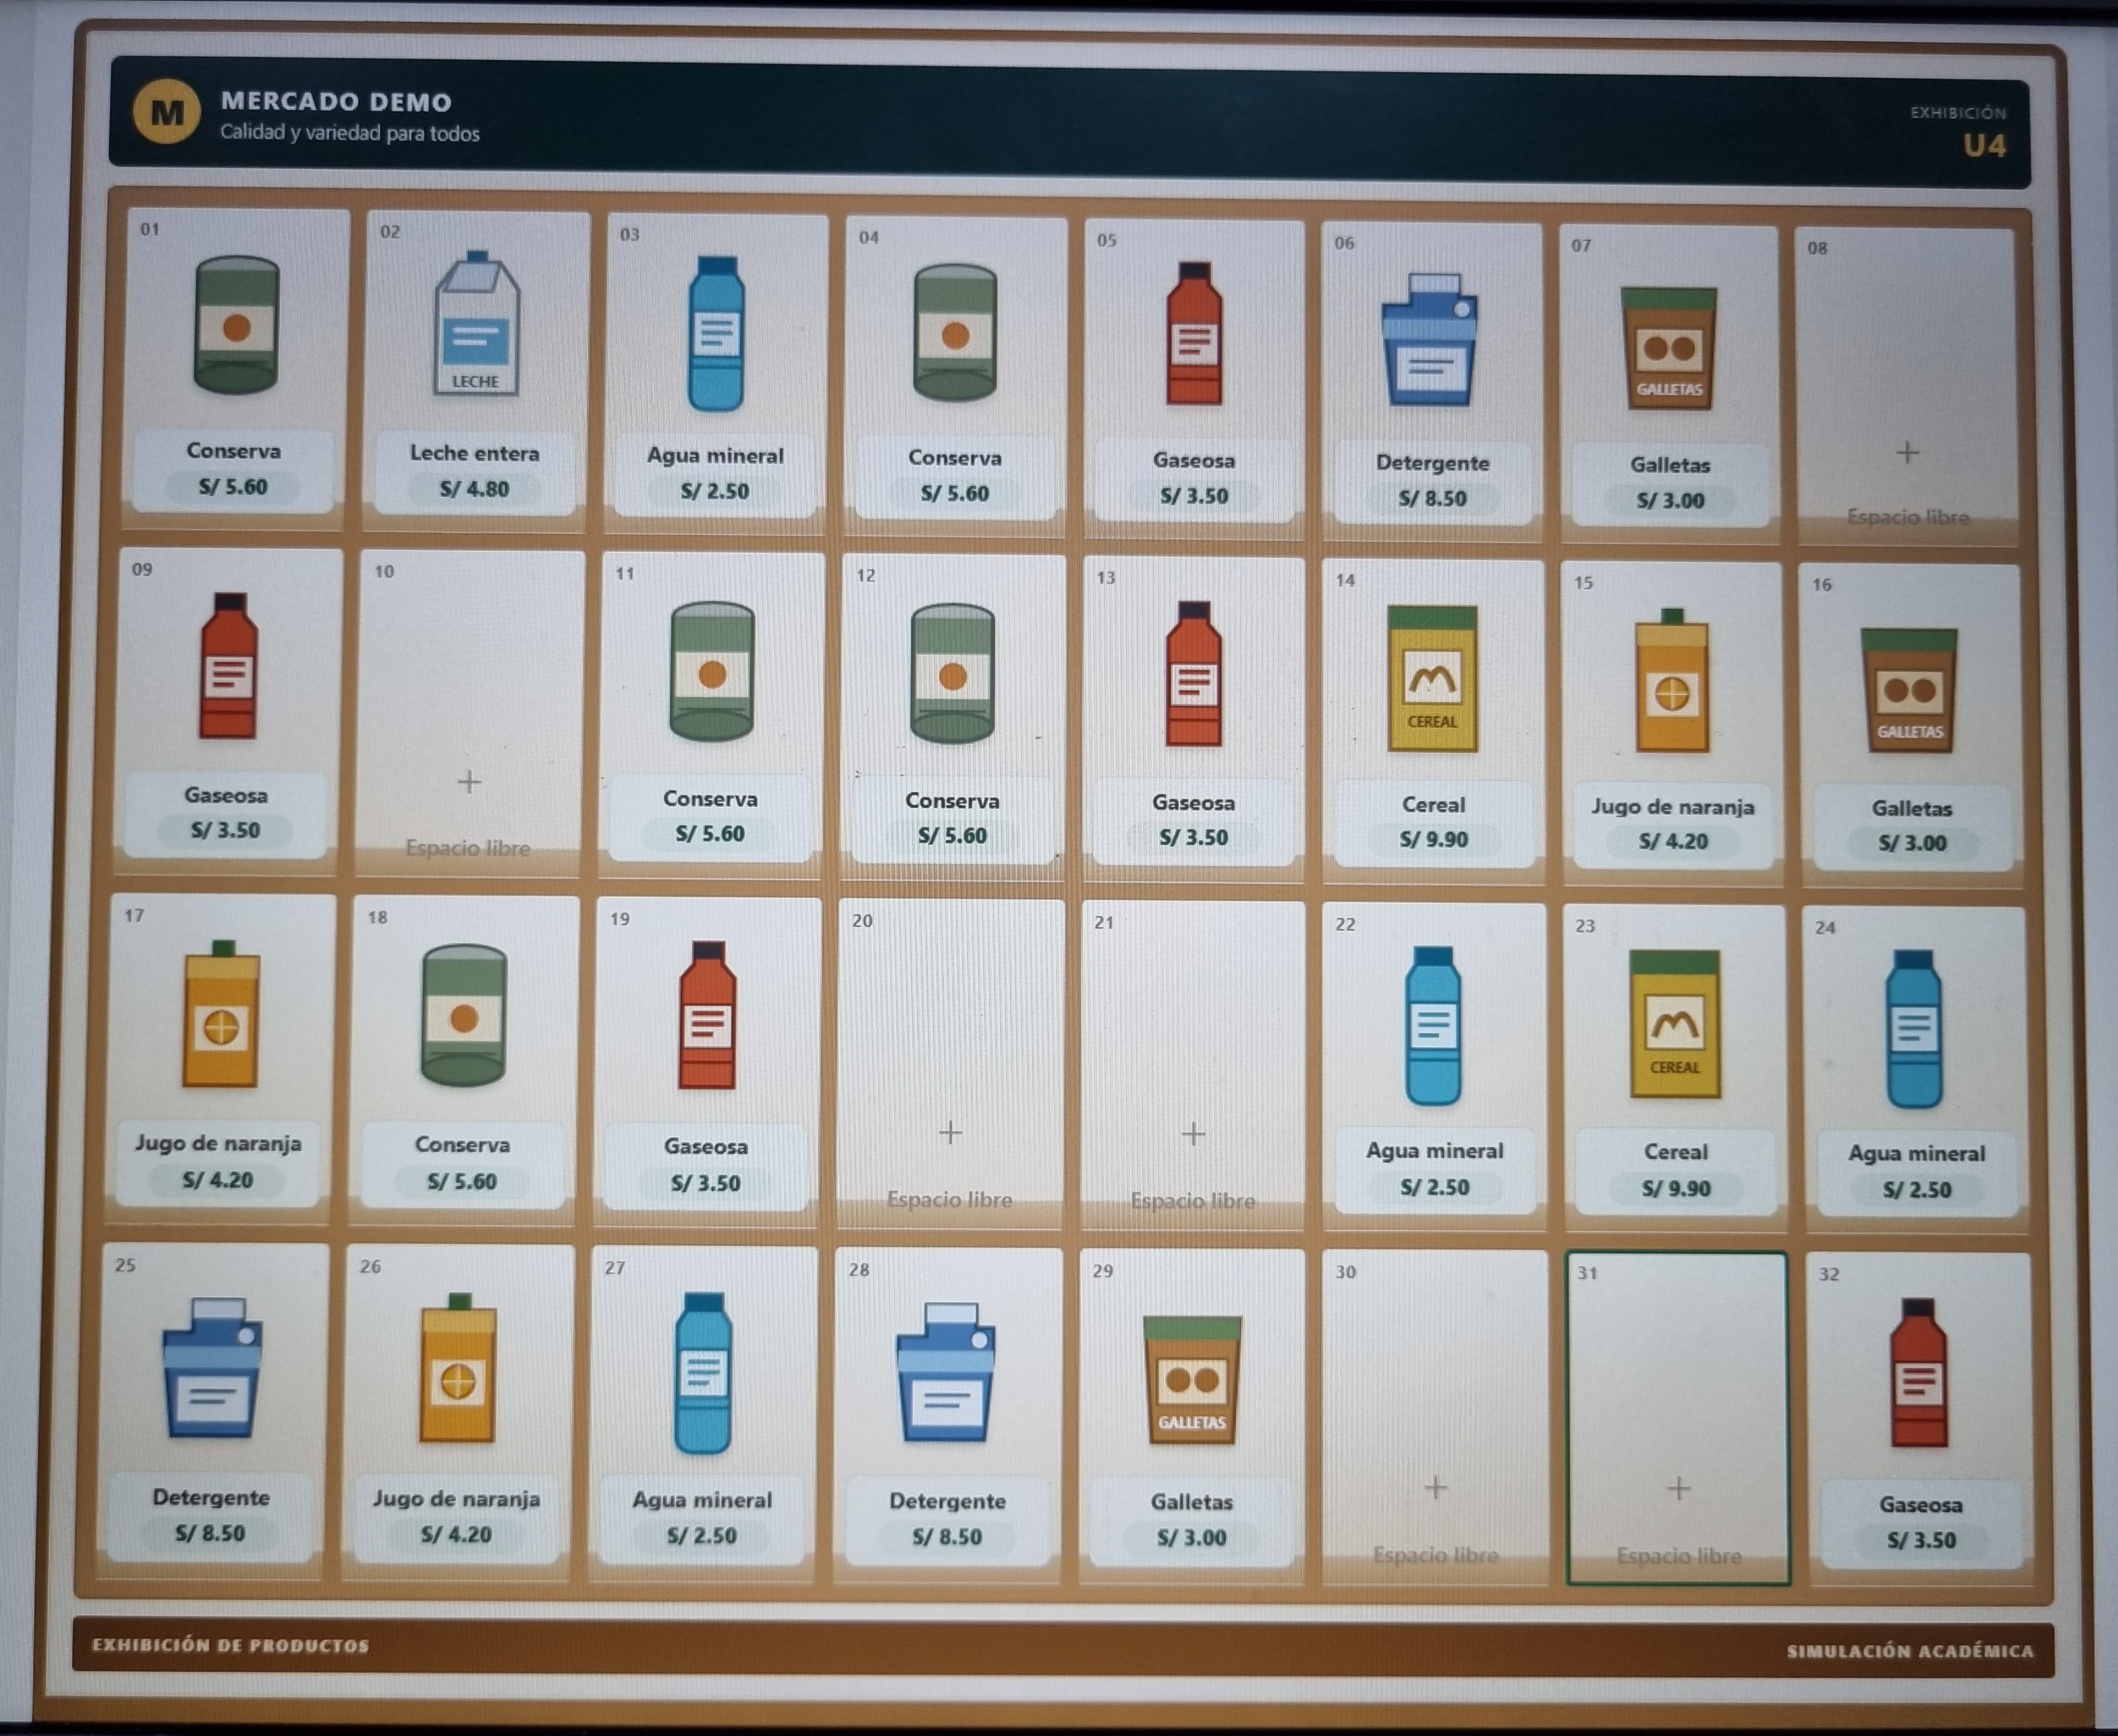 M
MERCADO DEMO
Calidad y variedad para todos
EXHIBICIÓN
U4
01
Conserva
S/ 5.60
02
LECHE
Leche entera
S/ 4.80
03
Agua mineral
S/ 2.50
04
Conserva
S/ 5.60
05
Gaseosa
S/ 3.50
06
Detergente
S/ 8.50
07
GALLETAS
Galletas
S/ 3.00
08
+
Espacio libre
09
Gaseosa
S/ 3.50
10
+
Espacio libre
11
Conserva
S/ 5.60
12
Conserva
S/ 5.60
13
Gaseosa
S/ 3.50
14
CEREAL
Cereal
S/ 9.90
15
Jugo de naranja
S/ 4.20
16
GALLETAS
Galletas
S/ 3.00
17
Jugo de naranja
S/ 4.20
18
Conserva
S/ 5.60
19
Gaseosa
S/ 3.50
20
+
Espacio libre
21
+
Espacio libre
22
Agua mineral
S/ 2.50
23
CEREAL
Cereal
S/ 9.90
24
Agua mineral
S/ 2.50
25
Detergente
S/ 8.50
26
Jugo de naranja
S/ 4.20
27
Agua mineral
S/ 2.50
28
Detergente
S/ 8.50
29
GALLETAS
Galletas
S/ 3.00
30
+
Espacio libre
31
+
Espacio libre
32
Gaseosa
S/ 3.50
EXHIBICIÓN DE PRODUCTOS
SIMULACIÓN ACADÉMICA